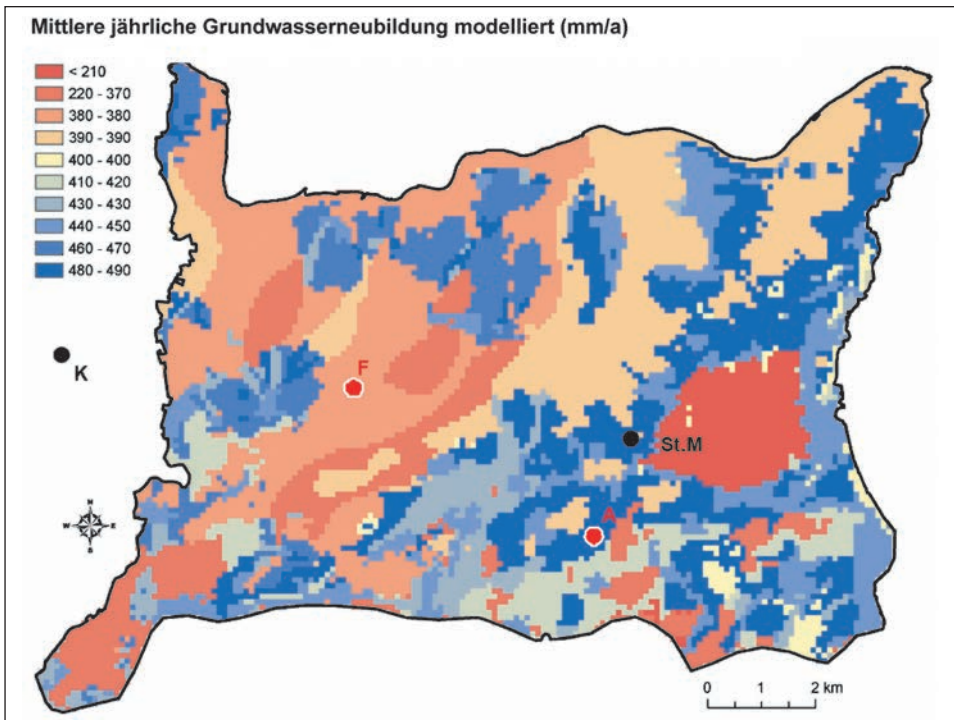 Mittlere jährliche Grundwasserneubildung modelliert (mm/a)
< 210
220 - 370
380 - 380
390 - 390
400 - 400
410 - 420
430 - 430
440 - 450
460 - 470
480 - 490
K
F
St.M
A
N
W E
S
0 1 2 km